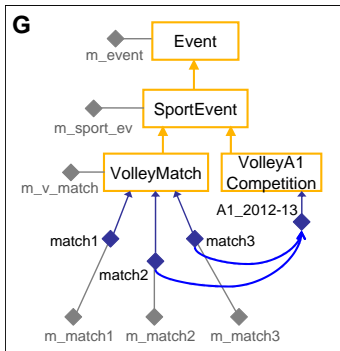 G
Event
m_event
SportEvent
m_sport_ev
VolleyMatch
VolleyA1
Competition
m_v_match
A1_2012-13
match1
match3
match2
m_match1
m_match2
m_match3